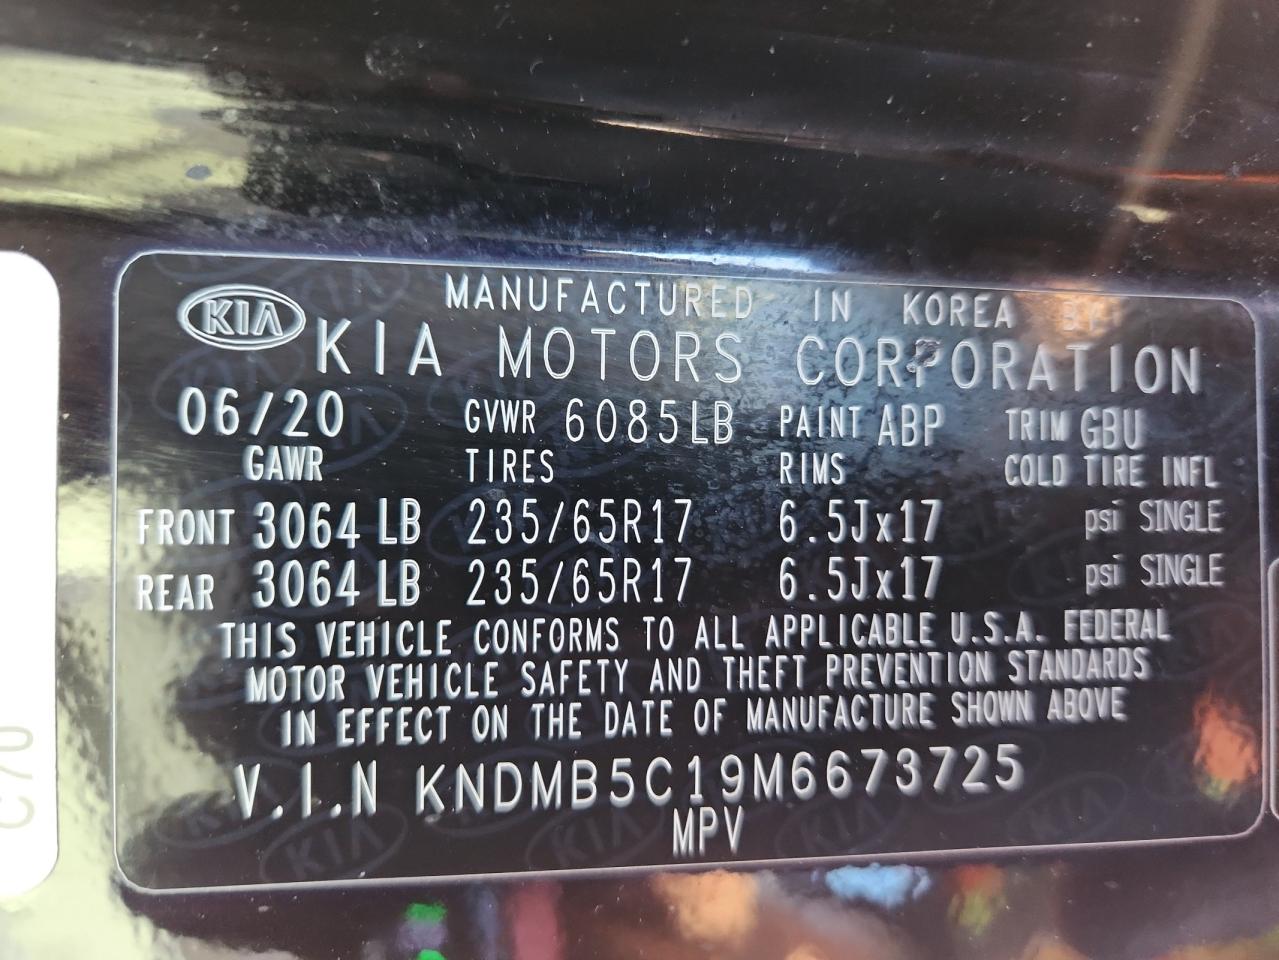 MANUFACTURED IN KOREA BY
KIA KIA MOTORS CORPORATION
06/20 GVWR 6085LB PAINT ABP TRIM GBU
GAWR TIRES RIMS COLD TIRE INFL
FRONT 3064 LB 235/65R17 6.5Jx17 psi SINGLE
REAR 3064 LB 235/65R17 6.5Jx17 psi SINGLE
THIS VEHICLE CONFORMS TO ALL APPLICABLE U.S.A. FEDERAL
MOTOR VEHICLE SAFETY AND THEFT PREVENTION STANDARDS
IN EFFECT ON THE DATE OF MANUFACTURE SHOWN ABOVE
V.I.N KNDMB5C19M6673725
MPV